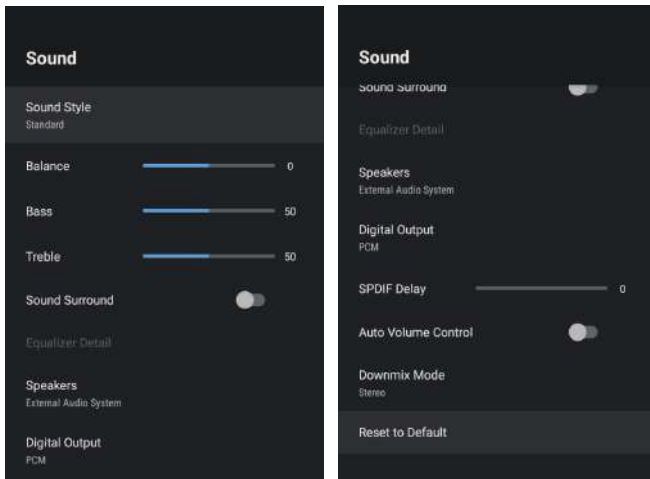 Sound
Sound Style
Standard
Balance 0
Bass 50
Treble 50
Sound Surround
Equalizer Detail
Speakers
External Audio System
Digital Output
PCM
Sound
Sound Surround
Equalizer Detail
Speakers
External Audio System
Digital Output
PCM
SPDIF Delay 0
Auto Volume Control
Downmix Mode
Stereo
Reset to Default